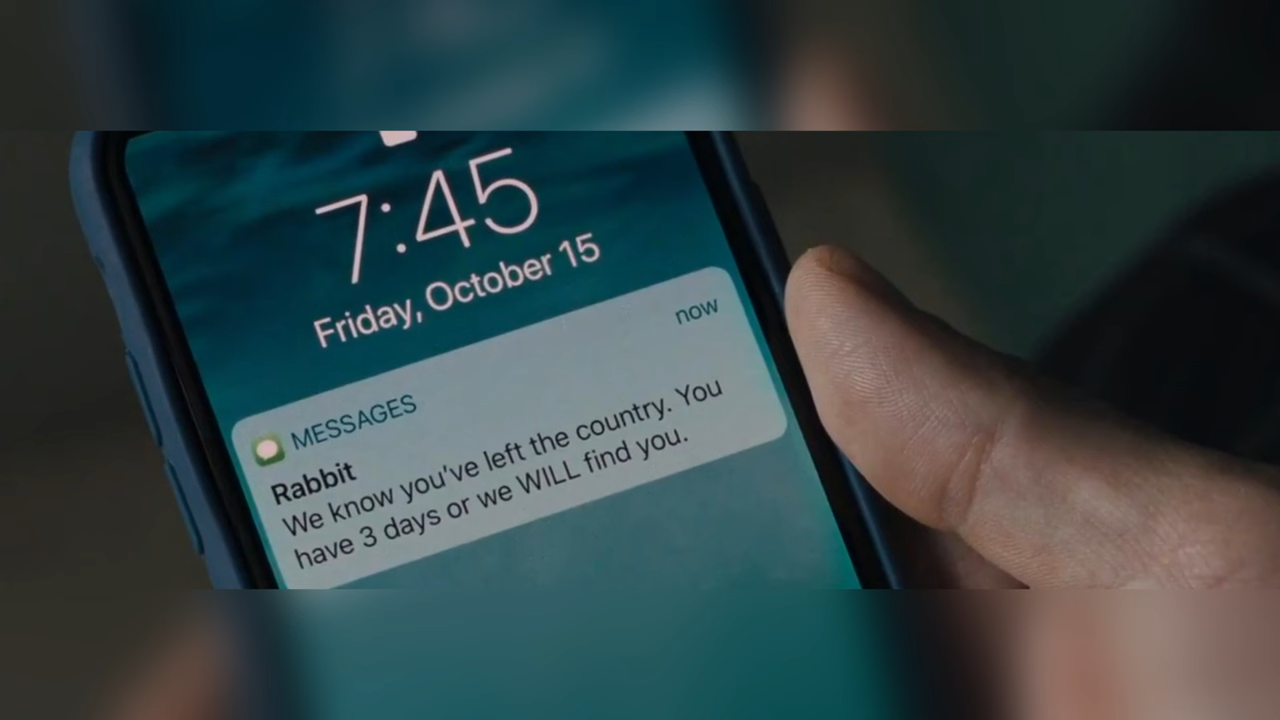 7:45
Friday, October 15
now
MESSAGES
Rabbit
We know you've left the country. You
have 3 days or we WILL find you.